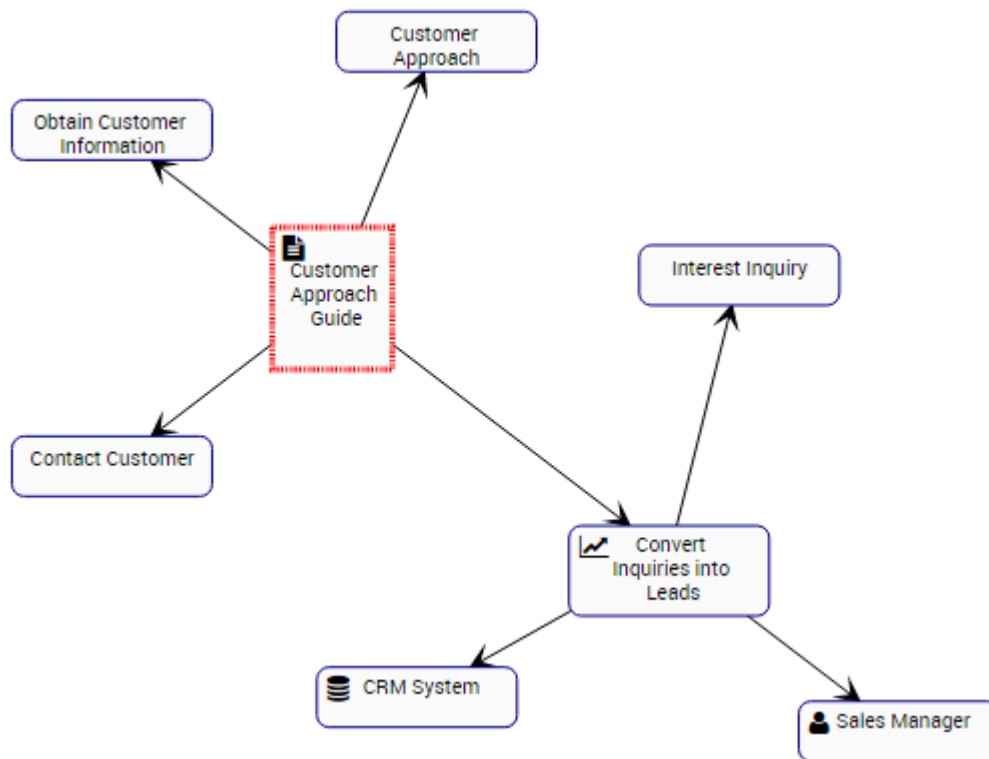 Customer
Approach
Obtain Customer
Information
Customer
Approach
Guide
Interest Inquiry
Contact Customer
Convert
Inquiries into
Leads
CRM System
Sales Manager